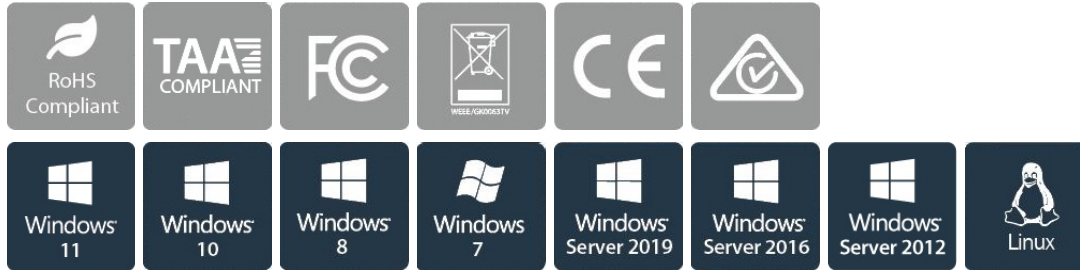 RoHS
Compliant
TAA
COMPLIANT
FC
WEEE/GK0063TV
CE
Windows
11
Windows
10
Windows
8
Windows
7
Windows
Server 2019
Windows
Server 2016
Windows
Server 2012
Linux